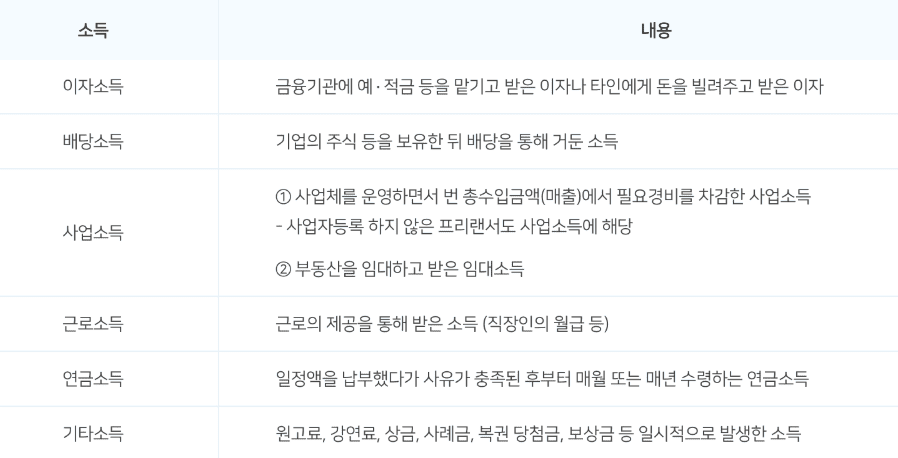 소득
내용
이자소득
금융기관에 예·적금 등을 맡기고 받은 이자나 타인에게 돈을 빌려주고 받은 이자
배당소득
기업의 주식 등을 보유한 뒤 배당을 통해 거둔 소득
사업소득
① 사업체를 운영하면서 번 총수입금액(매출)에서 필요경비를 차감한 사업소득
- 사업자등록 하지 않은 프리랜서도 사업소득에 해당
② 부동산을 임대하고 받은 임대소득
근로소득
근로의 제공을 통해 받은 소득 (직장인의 월급 등)
연금소득
일정액을 납부했다가 사유가 충족된 후부터 매월 또는 매년 수령하는 연금소득
기타소득
원고료, 강연료, 상금, 사례금, 복권 당첨금, 보상금 등 일시적으로 발생한 소득